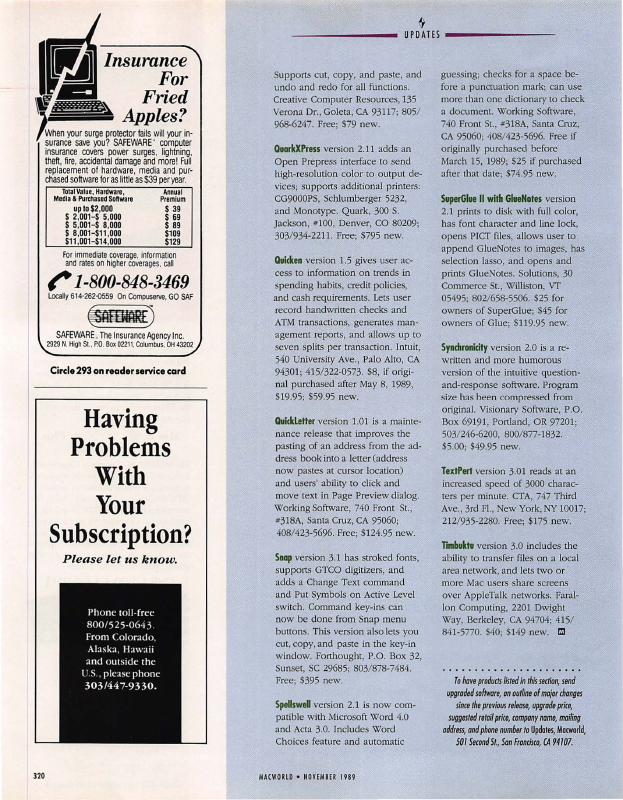 Insurance
For
Fried
Apples?
When your surge protector fails will your in-
surance save you? SAFEWARE™ computer
insurance covers power surges, lightning,
theft, fire, accidental damage and more! Full
replacement of hardware, media and pur-
chased software for as little as $39 per year.
Total Value, Hardware, Annual
Media & Purchased Software Premium
up to $2,000 $ 39
$ 2,001-$ 5,000 $ 69
$ 5,001-$ 8,000 $ 89
$ 8,001-$11,000 $109
$11,001-$14,000 $129
For immediate coverage, information
and rates on higher coverages, call
1-800-848-3469
Locally 614-262-0559 On Compuserve, GO SAF
SAFEWARE
SAFEWARE, The Insurance Agency Inc.
2929 N. High St., P.O. Box 02211, Columbus, OH 43202
Circle 293 on reader service card
Having
Problems
With
Your
Subscription?
Please let us know.
Phone toll-free
800/525-0643.
From Colorado,
Alaska, Hawaii
and outside the
U.S., please phone
303/447-9330.
UPDATES
Supports cut, copy, and paste, and
undo and redo for all functions.
Creative Computer Resources, 135
Verona Dr., Goleta, CA 93117; 805/
968-6247. Free; $79 new.
QuarkXPress version 2.11 adds an
Open Prepress interface to send
high-resolution color to output de-
vices; supports additional printers:
CG9000PS, Schlumberger 5232,
and Monotype. Quark, 300 S.
Jackson, #100, Denver, CO 80209;
303/934-2211. Free; $795 new.
Quicken version 1.5 gives user ac-
cess to information on trends in
spending habits, credit policies,
and cash requirements. Lets user
record handwritten checks and
ATM transactions, generates man-
agement reports, and allows up to
seven splits per transaction. Intuit,
540 University Ave., Palo Alto, CA
94301; 415/322-0573. $8, if origi-
nal purchased after May 8, 1989,
$19.95; $59.95 new.
QuickLetter version 1.01 is a mainte-
nance release that improves the
pasting of an address from the ad-
dress book into a letter (address
now pastes at cursor location)
and users' ability to click and
move text in Page Preview dialog.
Working Software, 740 Front St.,
#318A, Santa Cruz, CA 95060;
408/423-5696. Free; $124.95 new.
Snap version 3.1 has stroked fonts,
supports GTCO digitizers, and
adds a Change Text command
and Put Symbols on Active Level
switch. Command key-ins can
now be done from Snap menu
buttons. This version also lets you
cut, copy, and paste in the key-in
window. Forthought, P.O. Box 32,
Sunset, SC 29685; 803/878-7484.
Free; $395 new.
Spellswell version 2.1 is now com-
patible with Microsoft Word 4.0
and Acta 3.0. Includes Word
Choices feature and automatic
guessing; checks for a space be-
fore a punctuation mark; can use
more than one dictionary to check
a document. Working Software,
740 Front St., #318A, Santa Cruz,
CA 95060; 408/423-5696. Free if
originally purchased before
March 15, 1989; $25 if purchased
after that date; $74.95 new.
SuperGlue II with GlueNotes version
2.1 prints to disk with full color,
has font character and line lock,
opens PICT files, allows user to
append GlueNotes to images, has
selection lasso, and opens and
prints GlueNotes. Solutions, 30
Commerce St., Williston, VT
05495; 802/658-5506. $25 for
owners of SuperGlue; $45 for
owners of Glue; $119.95 new.
Synchronicity version 2.0 is a re-
written and more humorous
version of the intuitive question-
and-response software. Program
size has been compressed from
original. Visionary Software, P.O.
Box 69191, Portland, OR 97201;
503/246-6200, 800/877-1832.
$5.00; $49.95 new.
TextPert version 3.01 reads at an
increased speed of 3000 charac-
ters per minute. CTA, 747 Third
Ave., 3rd Fl., New York, NY 10017;
212/935-2280. Free; $175 new.
Timbuktu version 3.0 includes the
ability to transfer files on a local
area network, and lets two or
more Mac users share screens
over AppleTalk networks. Faral-
lon Computing, 2201 Dwight
Way, Berkeley, CA 94704; 415/
841-5770. $40; $149 new.
To have products listed in this section, send
upgraded software, an outline of major changes
since the previous release, upgrade price,
suggested retail price, company name, mailing
address, and phone number to Updates, Macworld,
501 Second St., San Francisco, CA 94107.
320
MACWORLD • NOVEMBER 1989